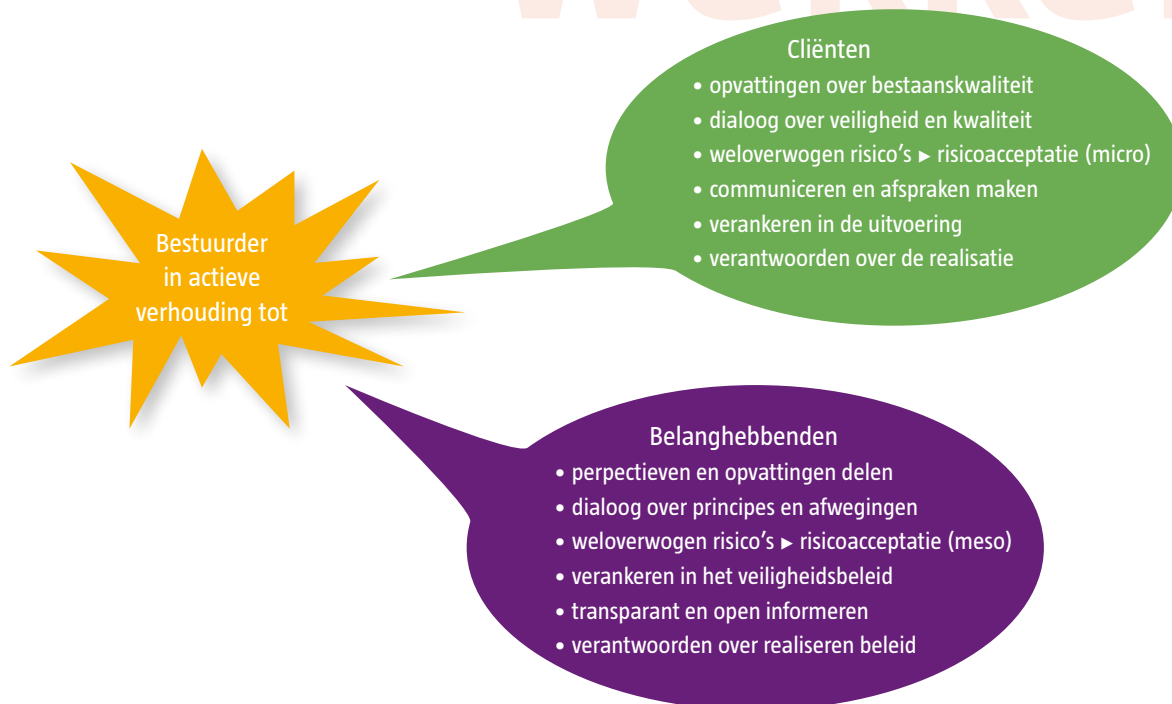 Bestuurder
in actieve
verhouding tot
Cliënten
• opvattingen over bestaanskwaliteit
• dialoog over veiligheid en kwaliteit
• weloverwogen risico's ► risicoacceptatie (micro)
• communiceren en afspraken maken
• verankeren in de uitvoering
• verantwoorden over de realisatie
Belanghebbenden
• perpectieven en opvattingen delen
• dialoog over principes en afwegingen
• weloverwogen risico's ► risicoacceptatie (meso)
• verankeren in het veiligheidsbeleid
• transparant en open informeren
• verantwoorden over realiseren beleid